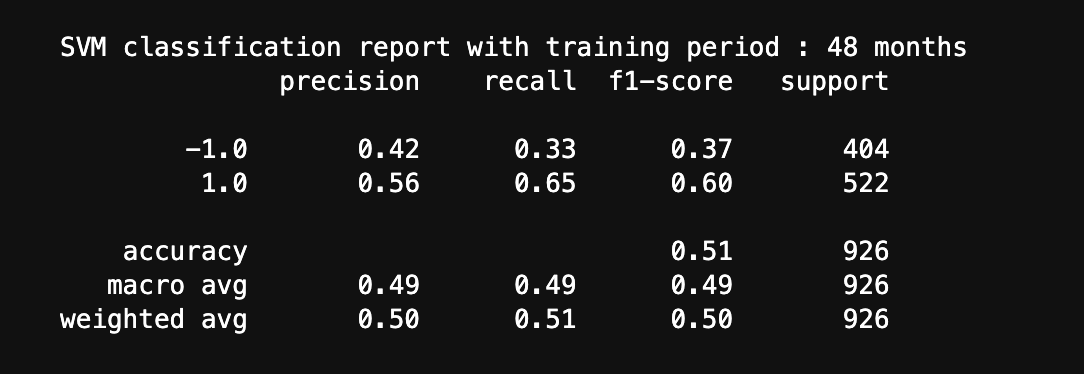 SVM classification report with training period : 48 months
precision recall f1-score support
-1.0 0.42 0.33 0.37 404
1.0 0.56 0.65 0.60 522
accuracy 0.51 926
macro avg 0.49 0.49 0.49 926
weighted avg 0.50 0.51 0.50 926